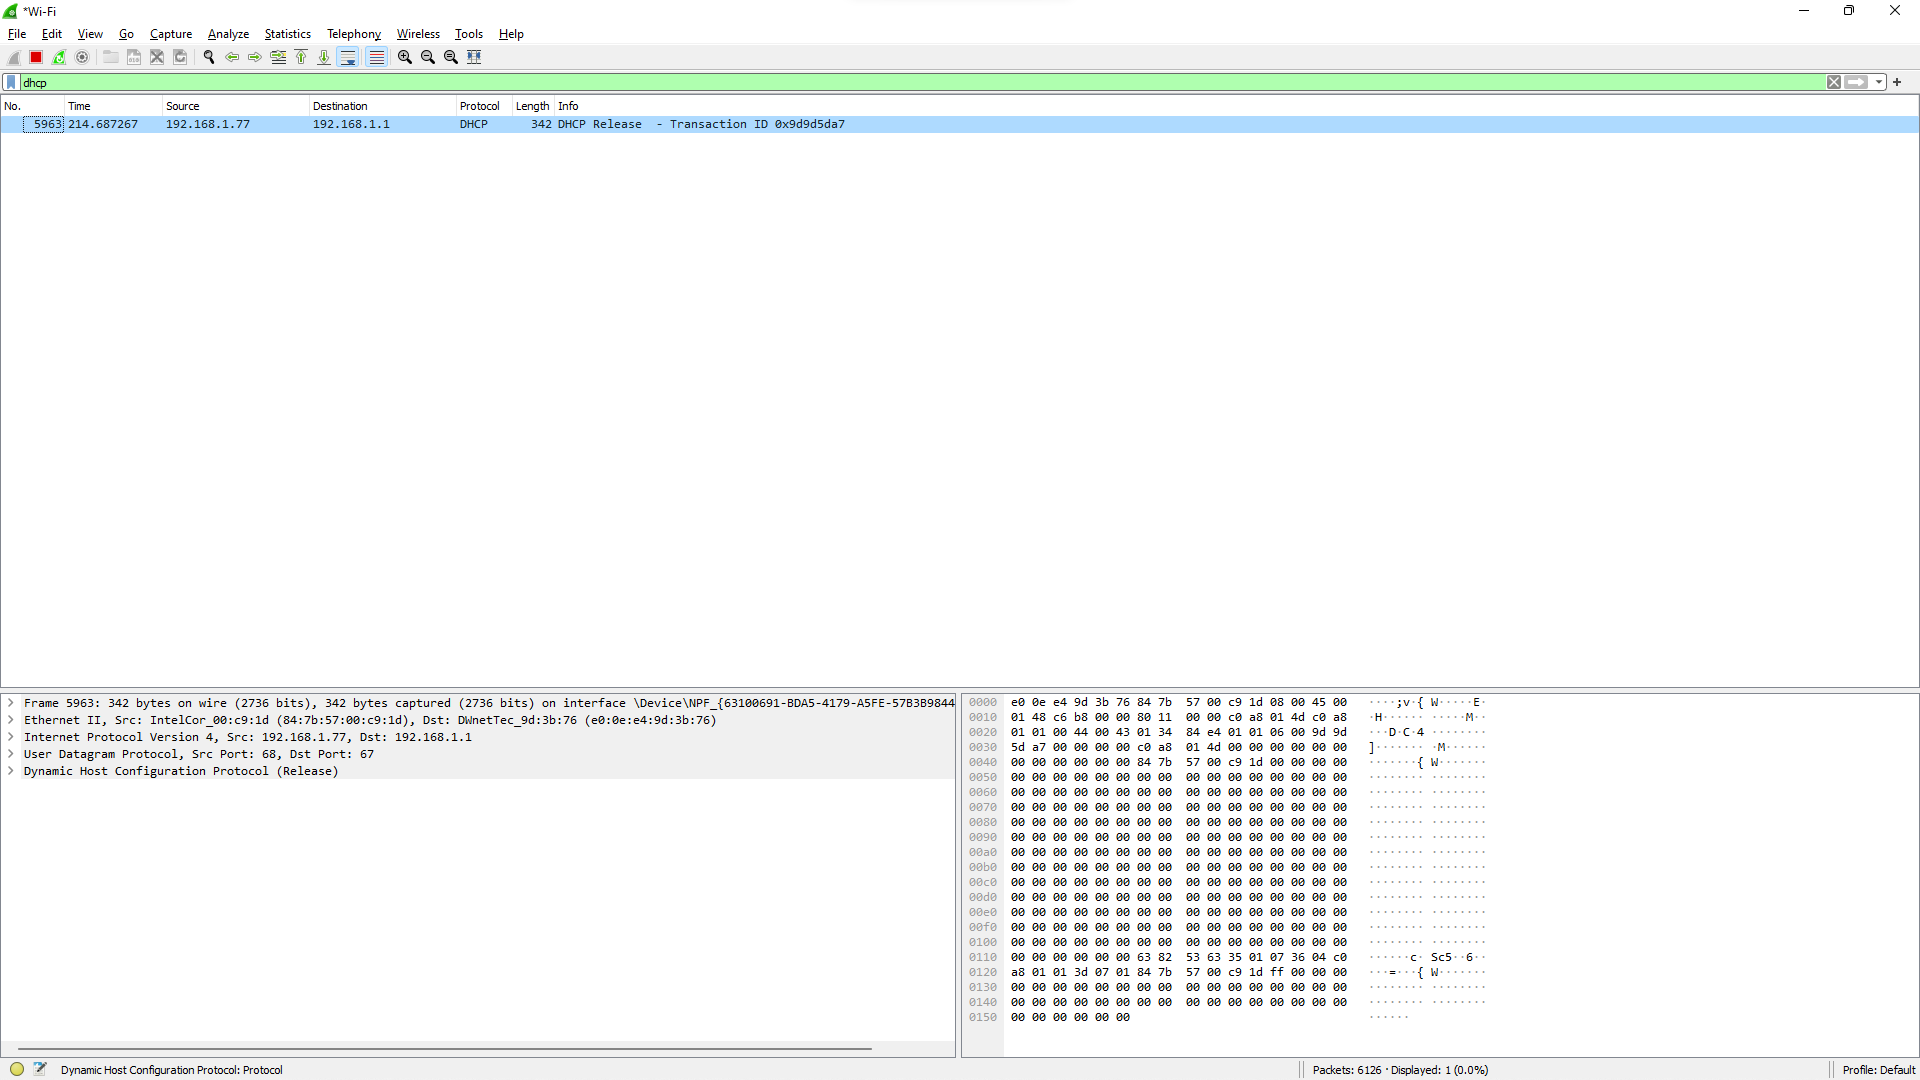 *Wi-Fi
File Edit View Go Capture Analyze Statistics Telephony Wireless Tools Help
dhcp
No. Time Source Destination Protocol Length Info
5963 214.687267 192.168.1.77 192.168.1.1 DHCP 342 DHCP Release - Transaction ID 0x9d9d5da7
Frame 5963: 342 bytes on wire (2736 bits), 342 bytes captured (2736 bits) on interface \Device\NPF_{63100691-BDA5-4179-A5FE-57B3B9844
Ethernet II, Src: IntelCor_00:c9:1d (84:7b:57:00:c9:1d), Dst: DWnetTec_9d:3b:76 (e0:0e:e4:9d:3b:76)
Internet Protocol Version 4, Src: 192.168.1.77, Dst: 192.168.1.1
User Datagram Protocol, Src Port: 68, Dst Port: 67
Dynamic Host Configuration Protocol (Release)
0000 e0 0e e4 9d 3b 76 84 7b 57 00 c9 1d 08 00 45 00 ····;v·{ W·····E·
0010 01 48 c6 b8 00 00 80 11 00 00 c0 a8 01 4d c0 a8 ·H······ ·····M··
0020 01 01 00 44 00 43 01 34 84 e4 01 01 06 00 9d 9d ···D·C·4 ········
0030 5d a7 00 00 00 00 c0 a8 01 4d 00 00 00 00 00 00 ]······· ·M······
0040 00 00 00 00 00 00 84 7b 57 00 c9 1d 00 00 00 00 ·······{ W·······
0050 00 00 00 00 00 00 00 00 00 00 00 00 00 00 00 00 ········ ········
0060 00 00 00 00 00 00 00 00 00 00 00 00 00 00 00 00 ········ ········
0070 00 00 00 00 00 00 00 00 00 00 00 00 00 00 00 00 ········ ········
0080 00 00 00 00 00 00 00 00 00 00 00 00 00 00 00 00 ········ ········
0090 00 00 00 00 00 00 00 00 00 00 00 00 00 00 00 00 ········ ········
00a0 00 00 00 00 00 00 00 00 00 00 00 00 00 00 00 00 ········ ········
00b0 00 00 00 00 00 00 00 00 00 00 00 00 00 00 00 00 ········ ········
00c0 00 00 00 00 00 00 00 00 00 00 00 00 00 00 00 00 ········ ········
00d0 00 00 00 00 00 00 00 00 00 00 00 00 00 00 00 00 ········ ········
00e0 00 00 00 00 00 00 00 00 00 00 00 00 00 00 00 00 ········ ········
00f0 00 00 00 00 00 00 00 00 00 00 00 00 00 00 00 00 ········ ········
0100 00 00 00 00 00 00 00 00 00 00 00 00 00 00 00 00 ········ ········
0110 00 00 00 00 00 00 63 82 53 63 35 01 07 36 04 c0 ······c· Sc5··6··
0120 a8 01 01 3d 07 01 84 7b 57 00 c9 1d ff 00 00 00 ···=···{ W·······
0130 00 00 00 00 00 00 00 00 00 00 00 00 00 00 00 00 ········ ········
0140 00 00 00 00 00 00 00 00 00 00 00 00 00 00 00 00 ········ ········
0150 00 00 00 00 00 00 ······
Dynamic Host Configuration Protocol: Protocol
Packets: 6126 · Displayed: 1 (0.0%)
Profile: Default